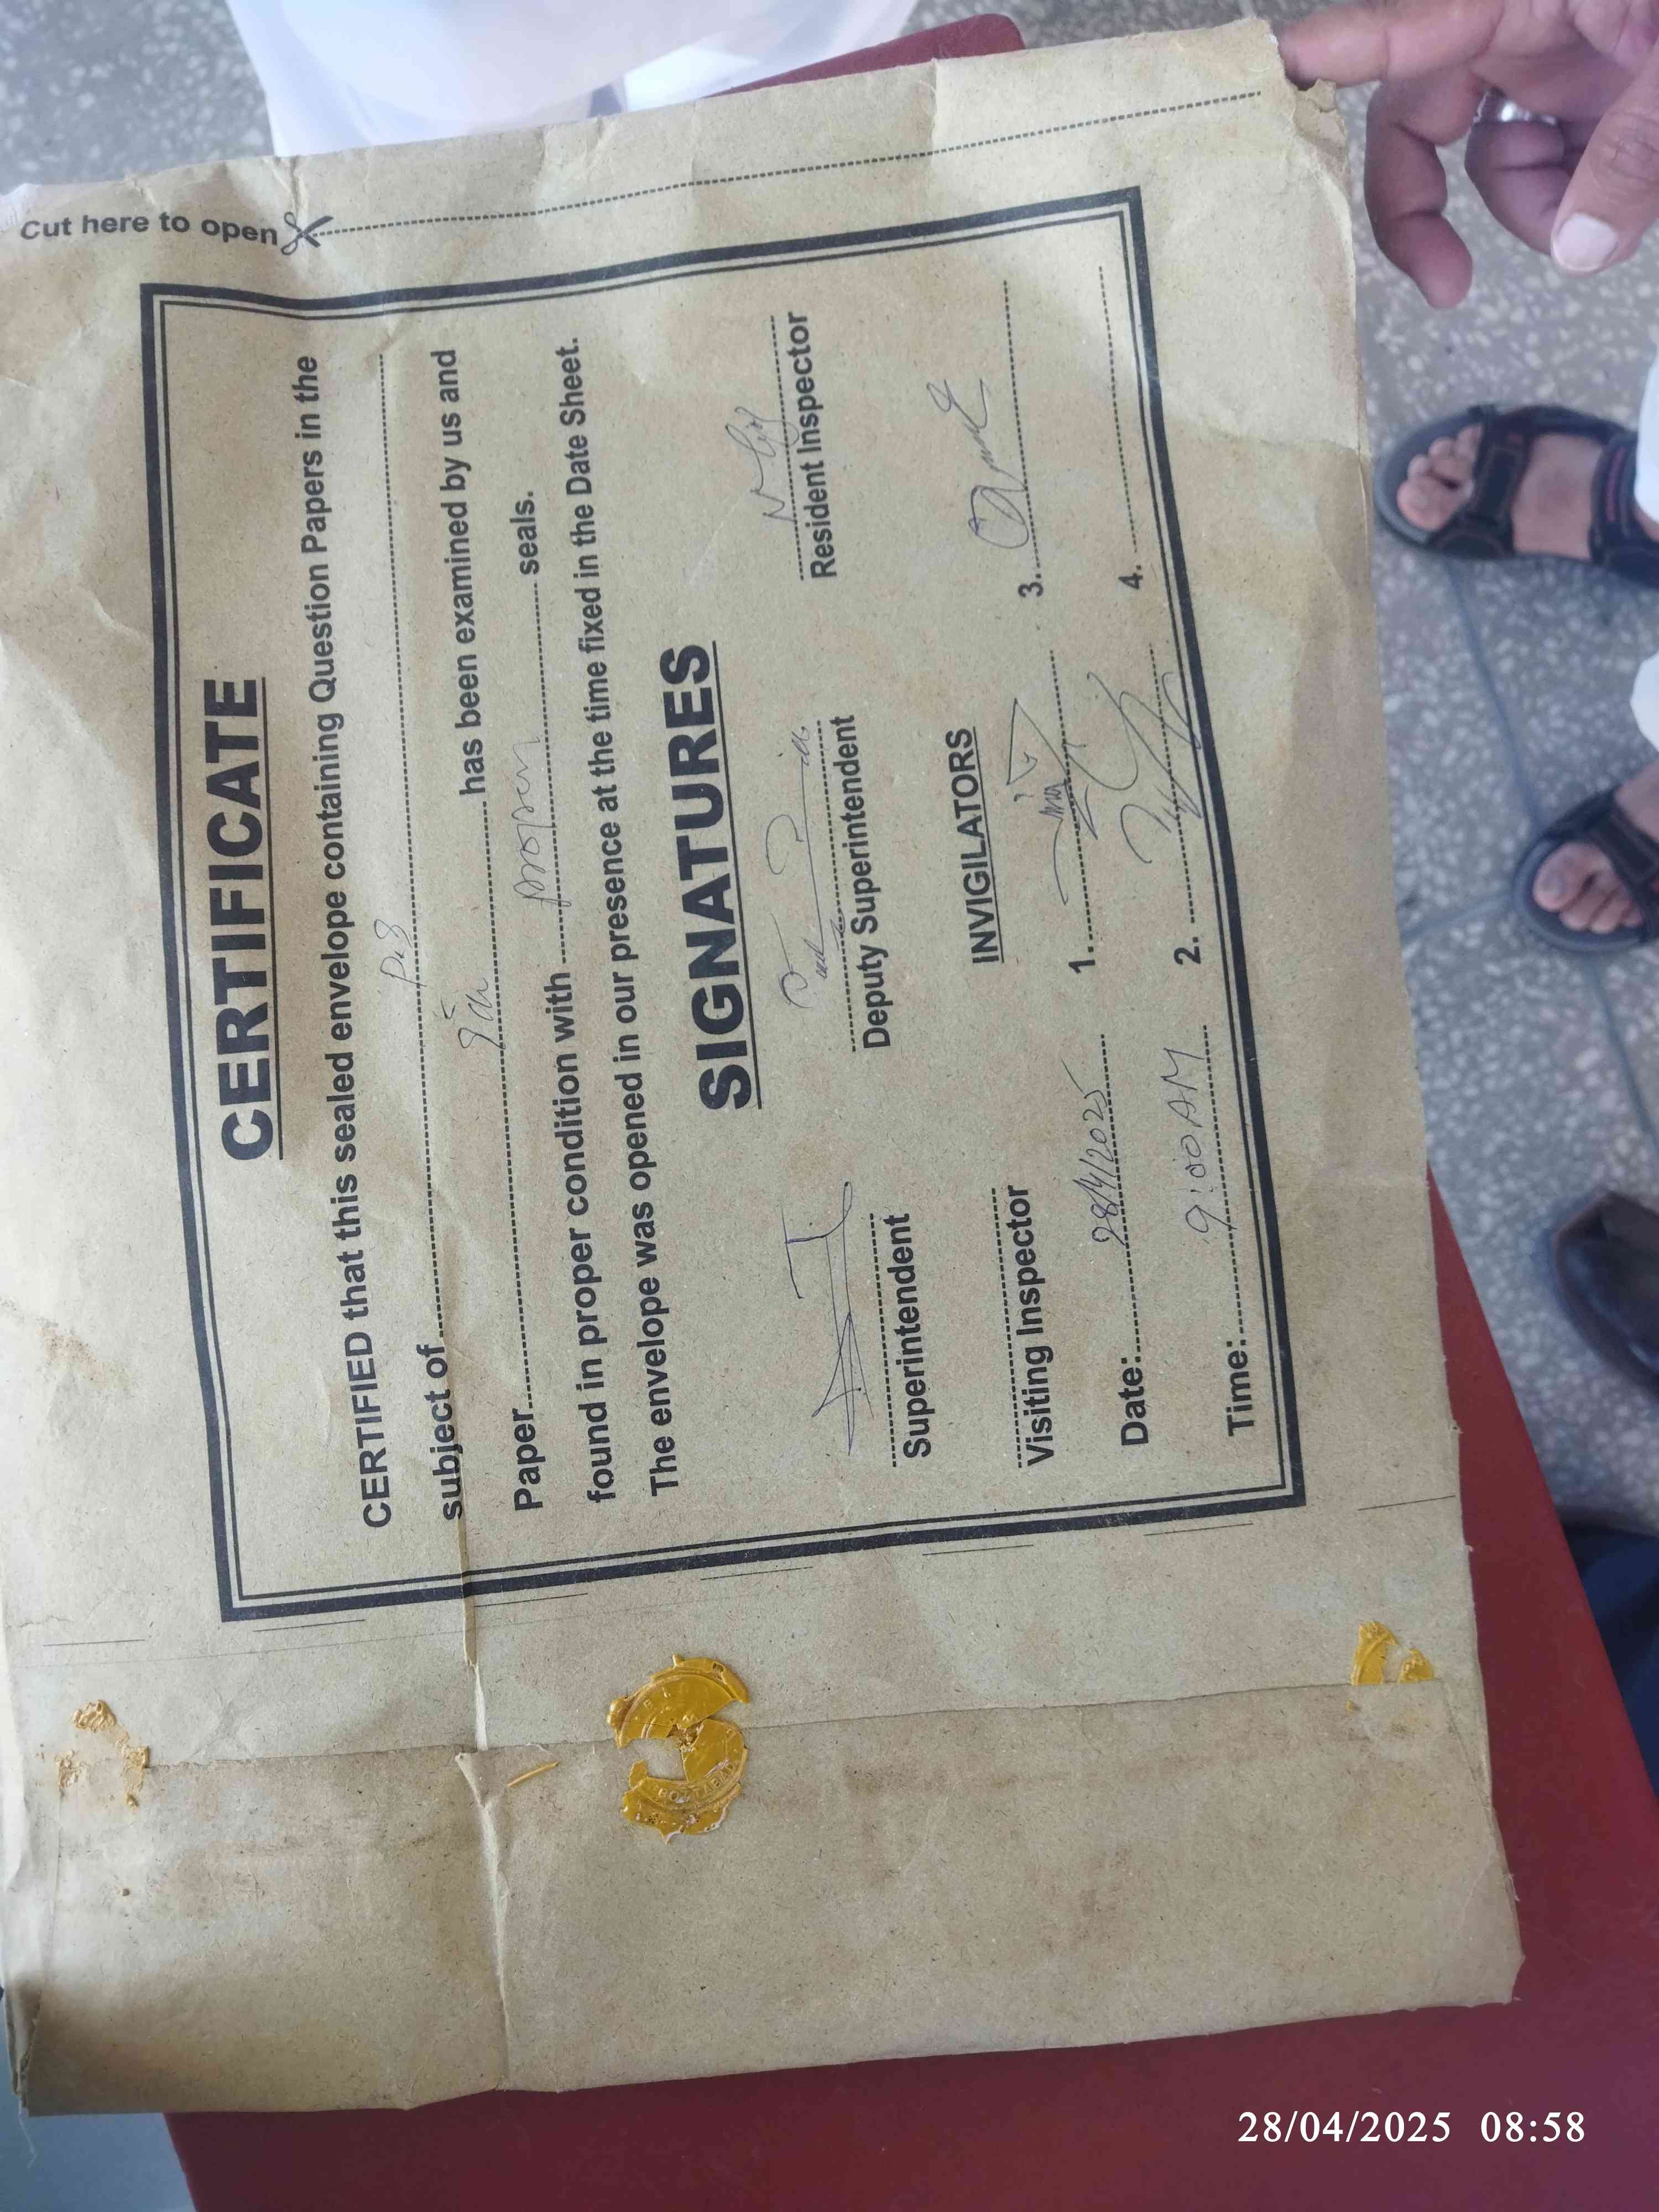 Cut here to open
CERTIFICATE
CERTIFIED that this sealed envelope containing Question Papers in the
subject of
Paper has been examined by us and
found in proper condition with proper seals.
The envelope was opened in our presence at the time fixed in the Date Sheet.
SIGNATURES
Superintendent Deputy Superintendent Resident Inspector
INVIGILATORS
Visiting Inspector 1. 3.
Date: 28/4/2025
2. 4.
Time: 9:00 AM
28/04/2025 08:58